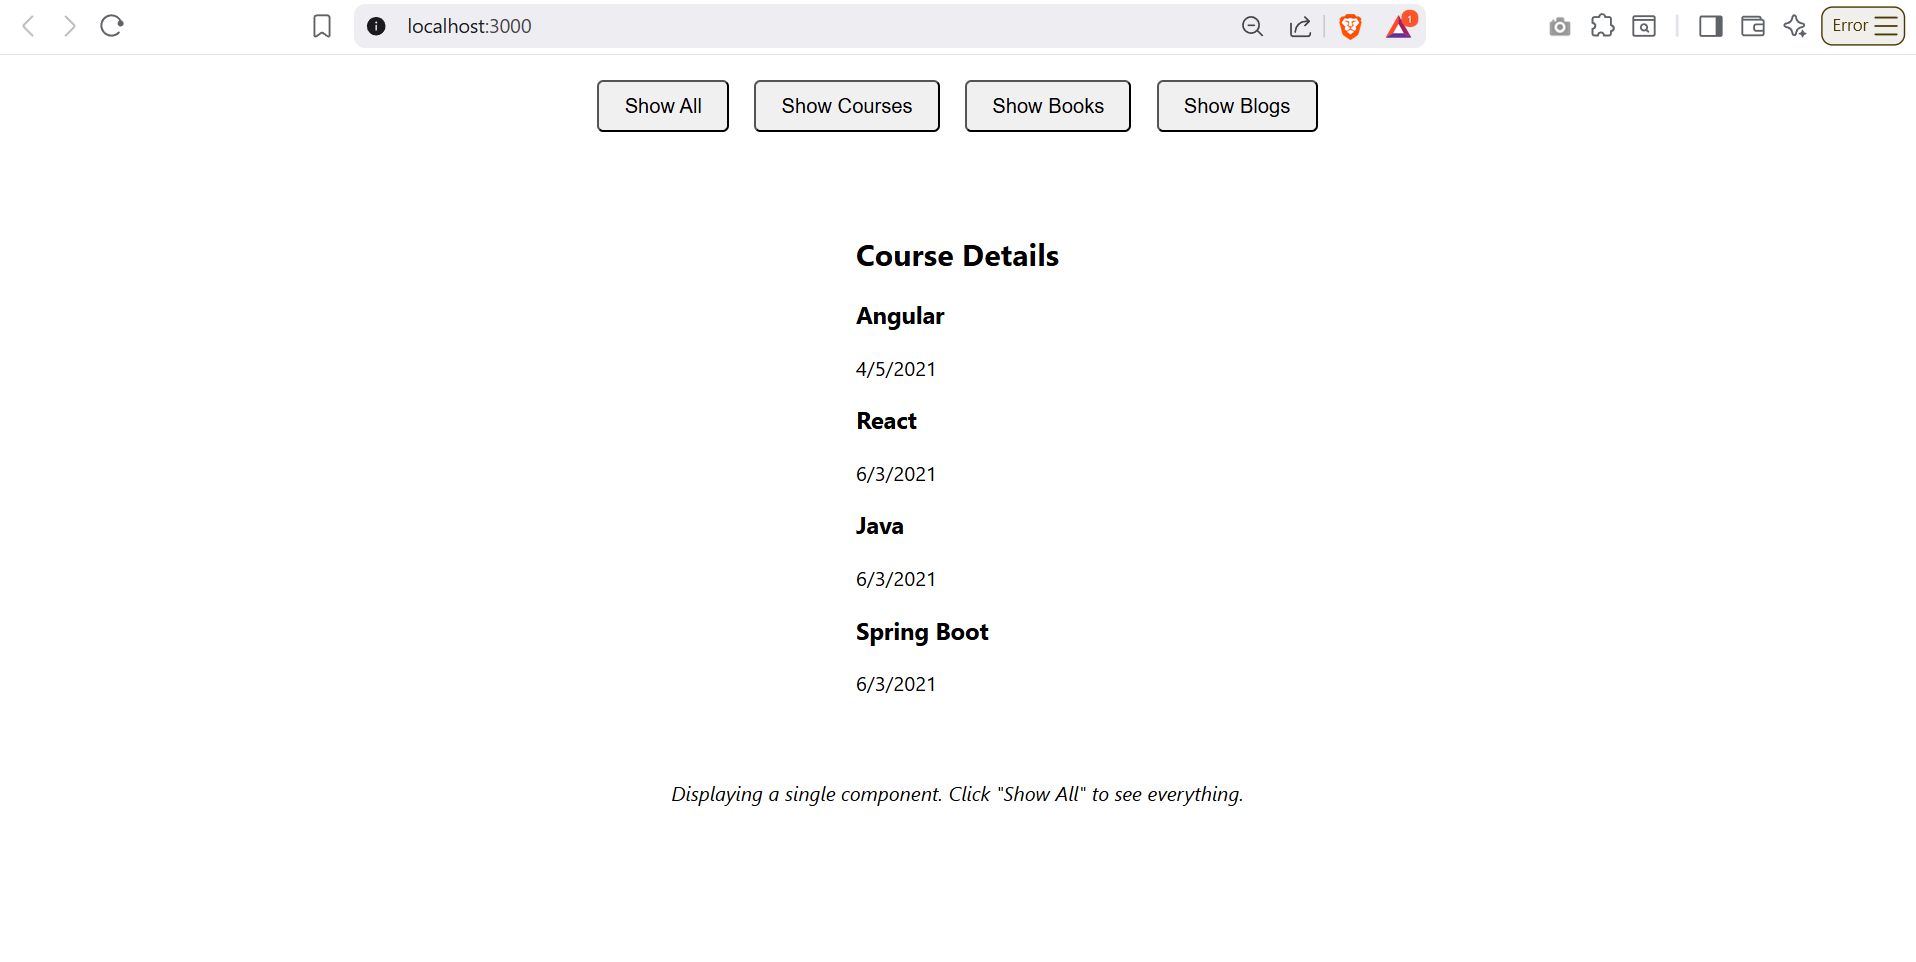 localhost:3000
1
Error
Show All
Show Courses
Show Books
Show Blogs
Course Details
Angular
4/5/2021
React
6/3/2021
Java
6/3/2021
Spring Boot
6/3/2021
Displaying a single component. Click "Show All" to see everything.